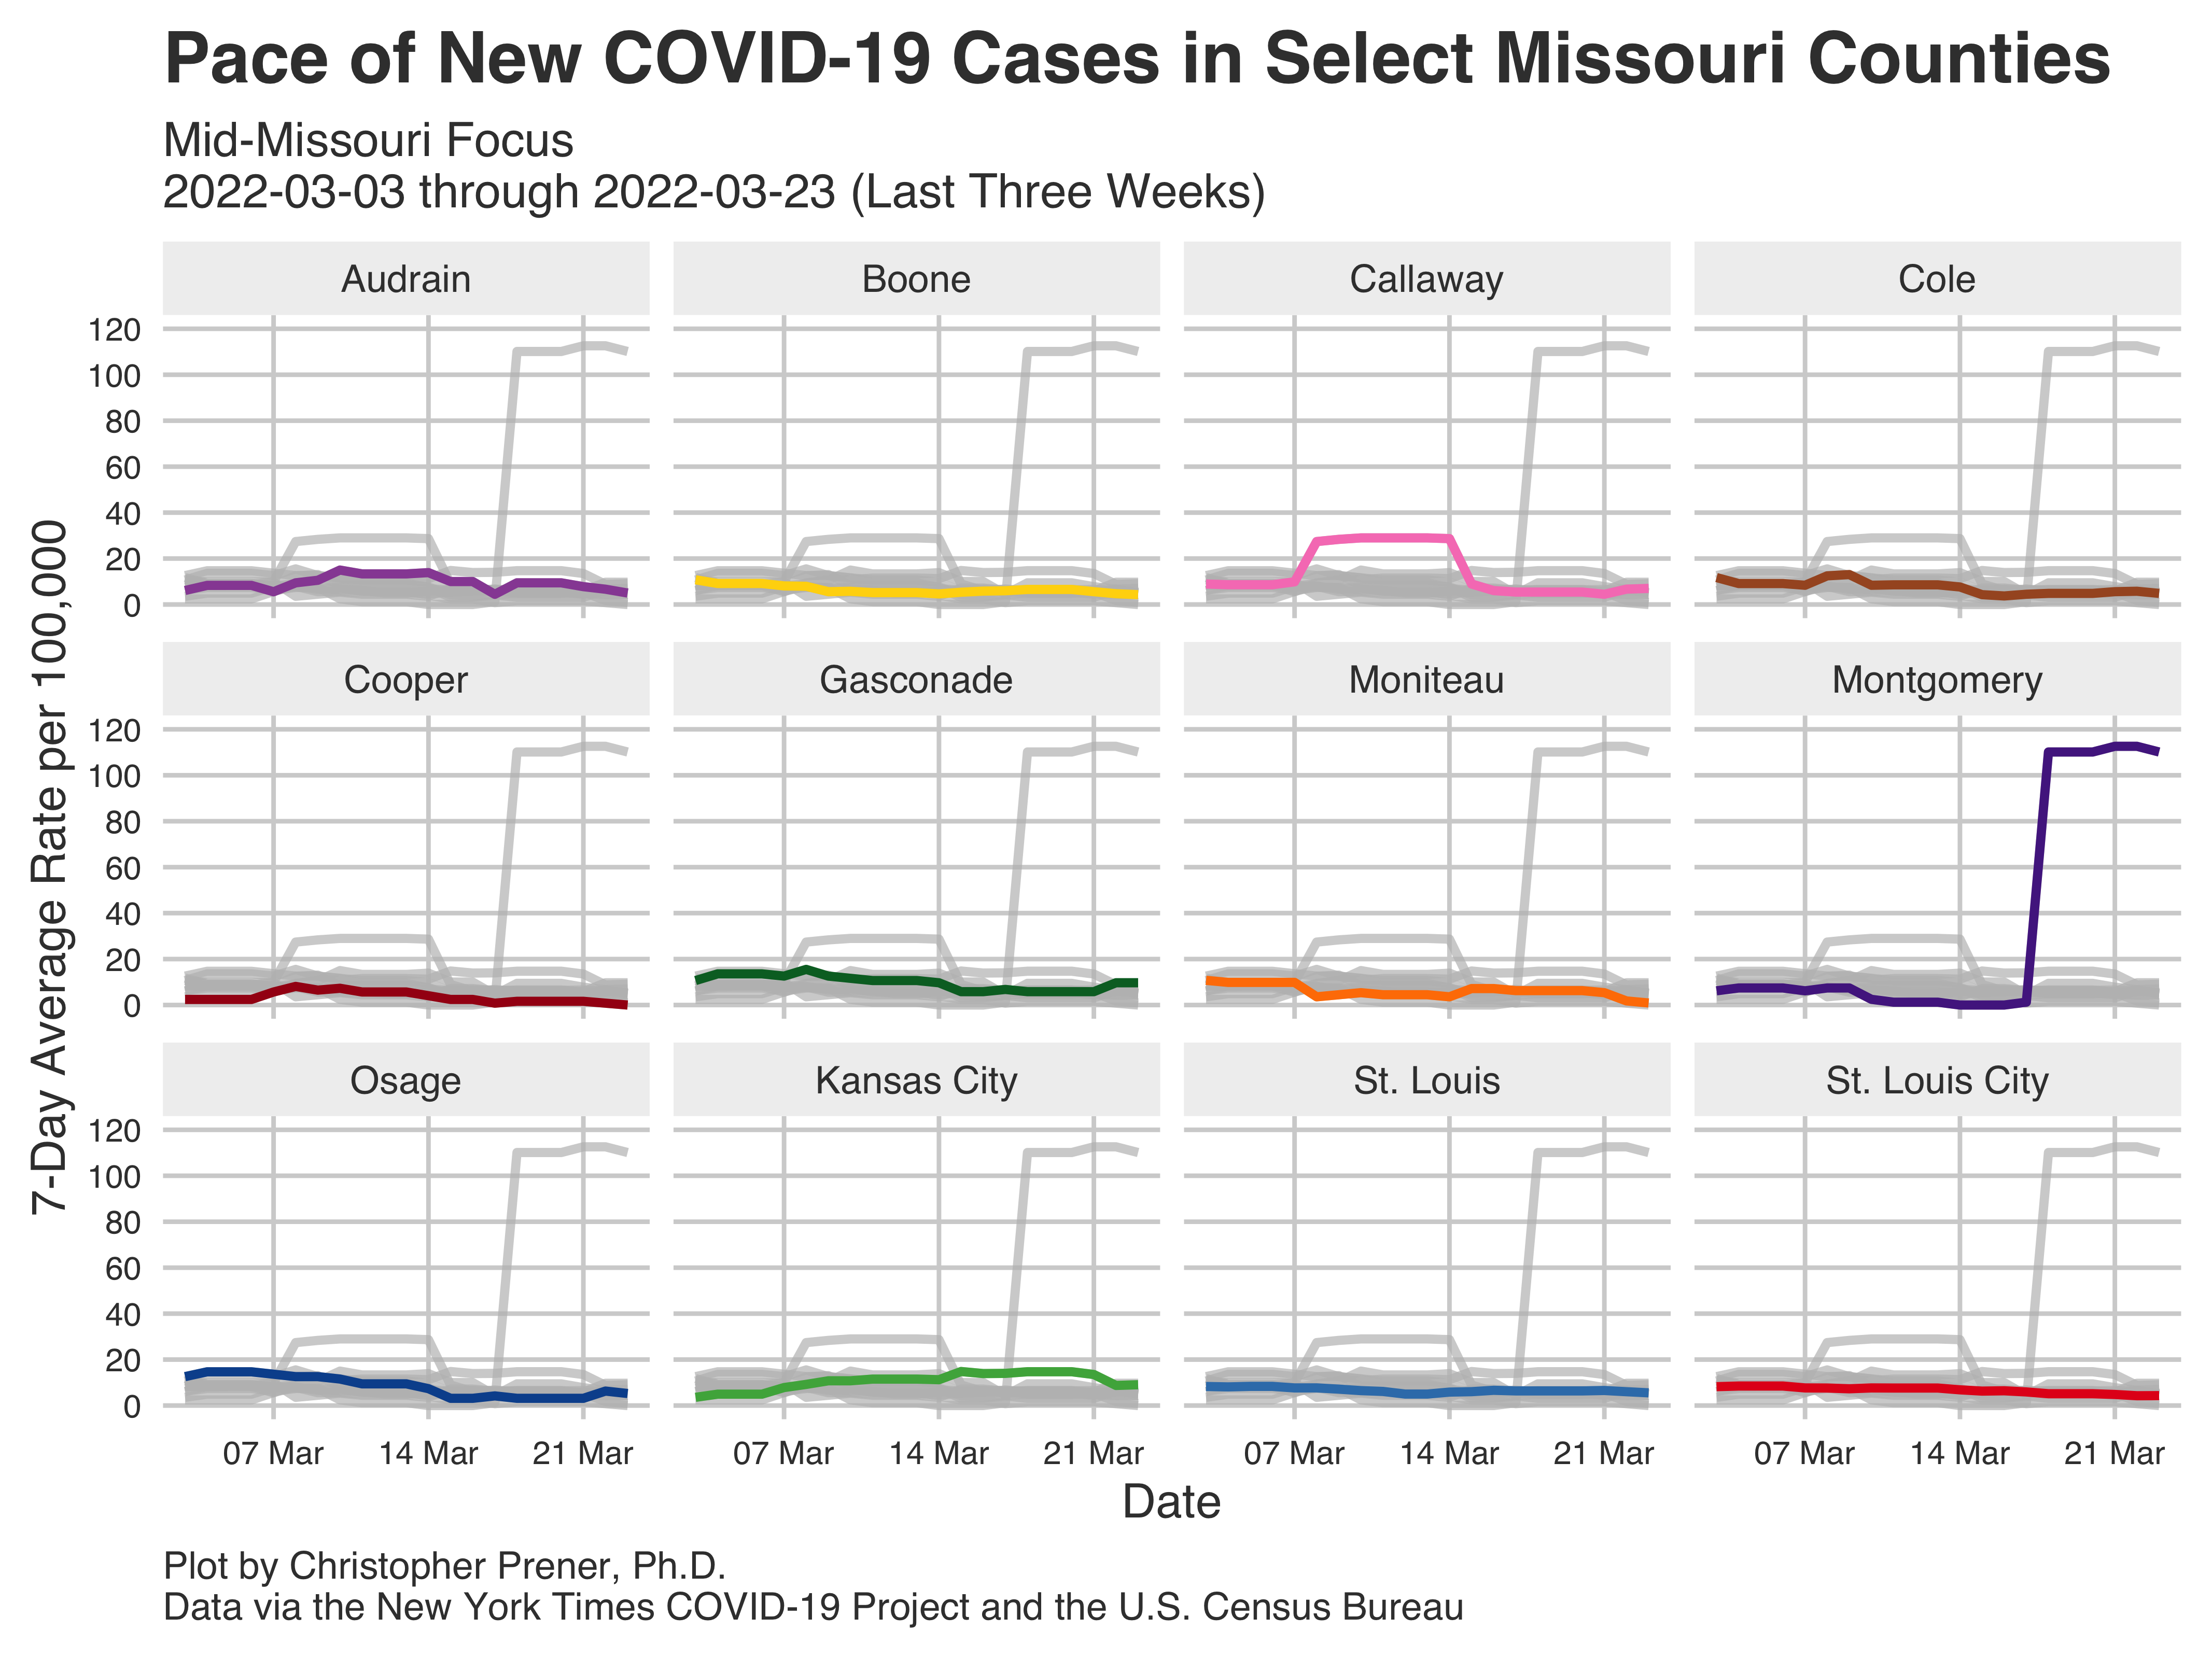 Pace of New COVID-19 Cases in Select Missouri Counties
Mid-Missouri Focus
2022-03-03 through 2022-03-23 (Last Three Weeks)
7-Day Average Rate per 100,000
Audrain Boone Callaway Cole
120
100
80
60
40
20
0
Cooper Gasconade Moniteau Montgomery
120
100
80
60
40
20
0
Osage Kansas City St. Louis St. Louis City
120
100
80
60
40
20
0
07 Mar 14 Mar 21 Mar 07 Mar 14 Mar 21 Mar 07 Mar 14 Mar 21 Mar 07 Mar 14 Mar 21 Mar
Date
Plot by Christopher Prener, Ph.D.
Data via the New York Times COVID-19 Project and the U.S. Census Bureau